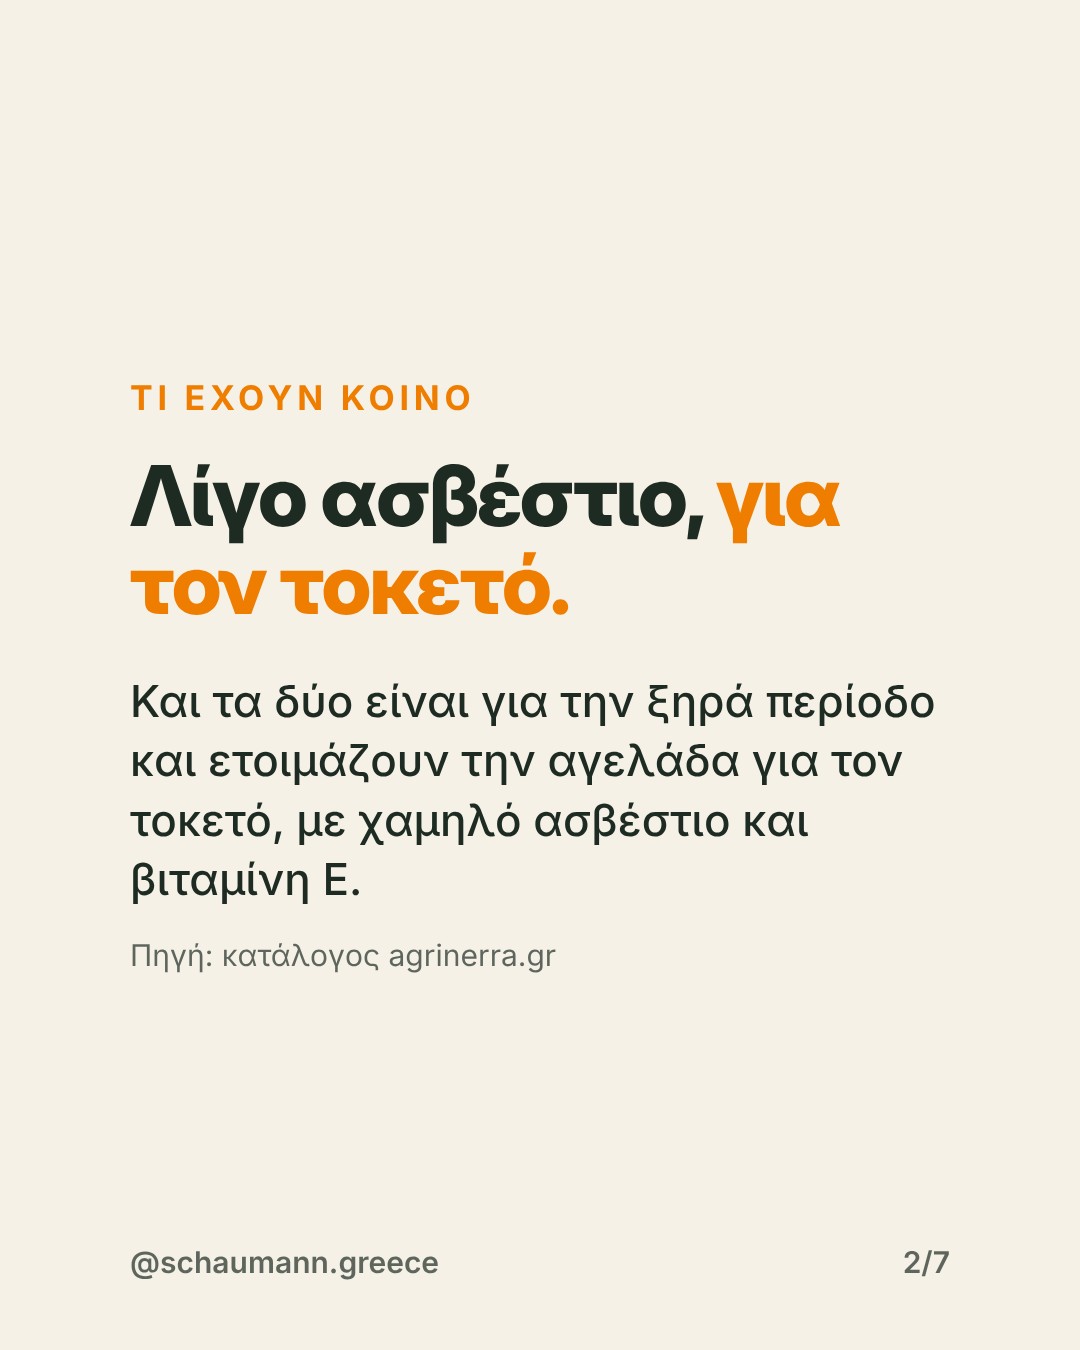 ΤΙ ΕΧΟΥΝ ΚΟΙΝΟ
Λίγο ασβέστιο, για
τον τοκετό.
Και τα δύο είναι για την ξηρά περίοδο
και ετοιμάζουν την αγελάδα για τον
τοκετό, με χαμηλό ασβέστιο και
βιταμίνη Ε.
Πηγή: κατάλογος agrinerra.gr
@schaumann.greece
2/7